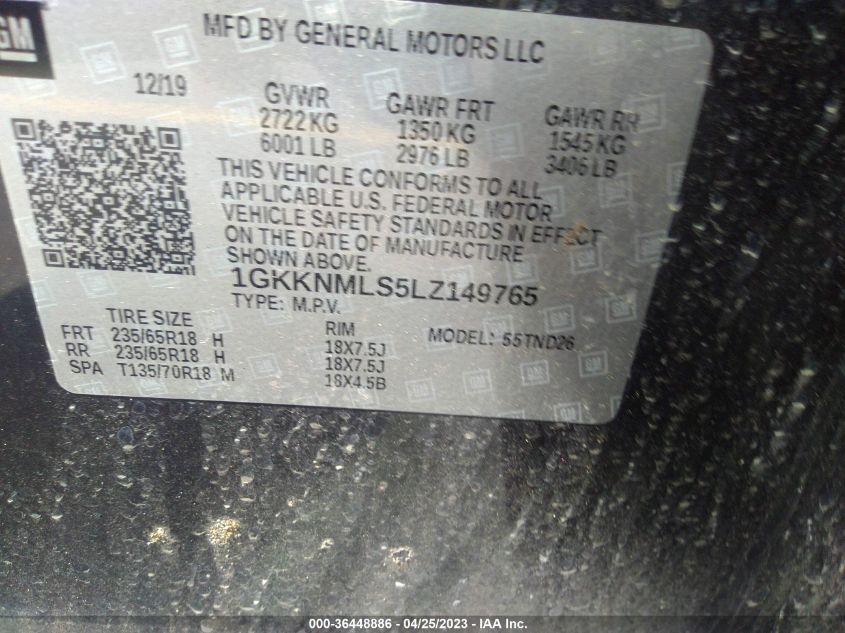 GM
MFD BY GENERAL MOTORS LLC
12/19
GVWR
2722 KG
6001 LB
GAWR FRT
1350 KG
2976 LB
GAWR RR
1545 KG
3406 LB
THIS VEHICLE CONFORMS TO ALL
APPLICABLE U.S. FEDERAL MOTOR
VEHICLE SAFETY STANDARDS IN EFFECT
ON THE DATE OF MANUFACTURE
SHOWN ABOVE.
1GKKNMLS5LZ149765
TYPE: M.P.V.
MODEL: 55TND26
TIRE SIZE RIM
FRT 235/65R18 H 18X7.5J
RR 235/65R18 H 18X7.5J
SPA T135/70R18 M 18X4.5B
000-36448886 - 04/25/2023 - IAA Inc.